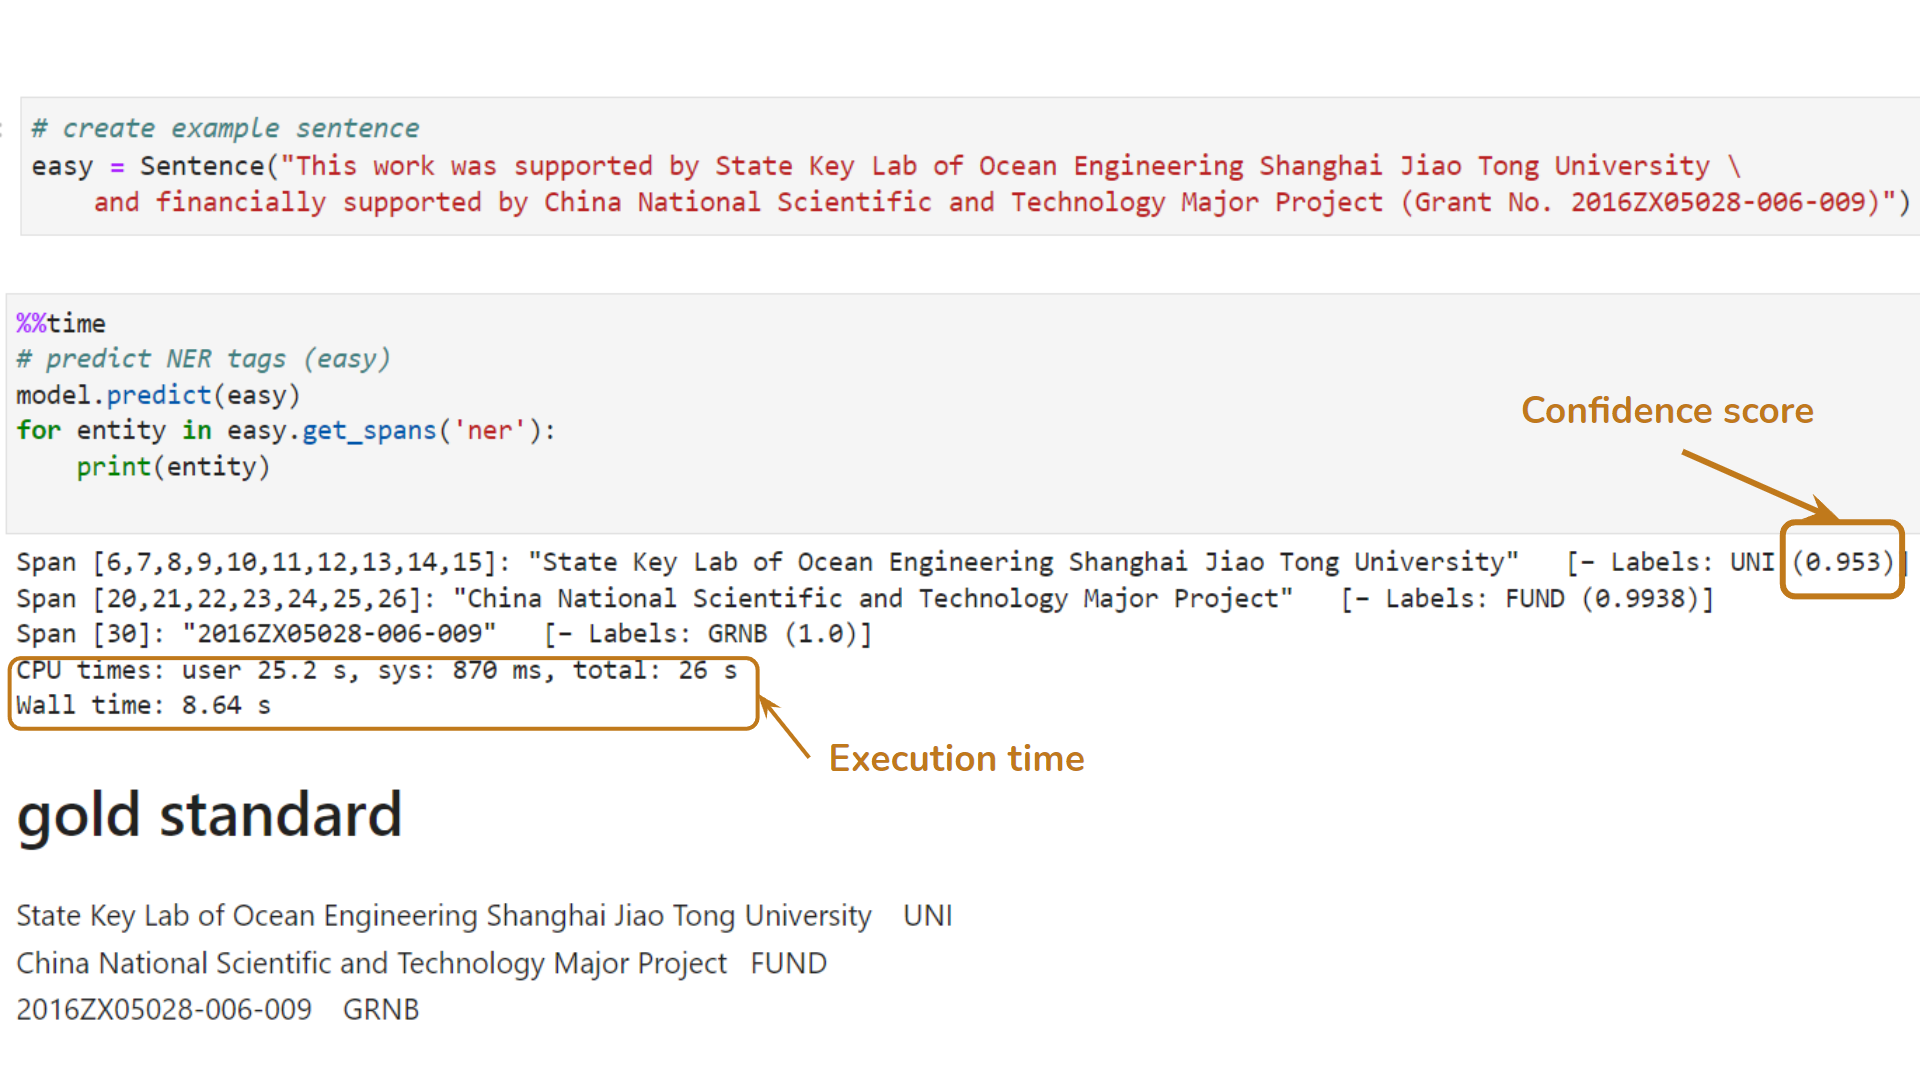 # create example sentence
easy = Sentence("This work was supported by State Key Lab of Ocean Engineering Shanghai Jiao Tong University \
and financially supported by China National Scientific and Technology Major Project (Grant No. 2016ZX05028-006-009)")
%%time
# predict NER tags (easy)
model.predict(easy)
for entity in easy.get_spans('ner'):
print(entity)
Confidence score
Span [6,7,8,9,10,11,12,13,14,15]: "State Key Lab of Ocean Engineering Shanghai Jiao Tong University" [− Labels: UNI (0.953)]
Span [20,21,22,23,24,25,26]: "China National Scientific and Technology Major Project" [− Labels: FUND (0.9938)]
Span [30]: "2016ZX05028-006-009" [− Labels: GRNB (1.0)]
CPU times: user 25.2 s, sys: 870 ms, total: 26 s
Wall time: 8.64 s
Execution time
gold standard
State Key Lab of Ocean Engineering Shanghai Jiao Tong University UNI
China National Scientific and Technology Major Project FUND
2016ZX05028-006-009 GRNB